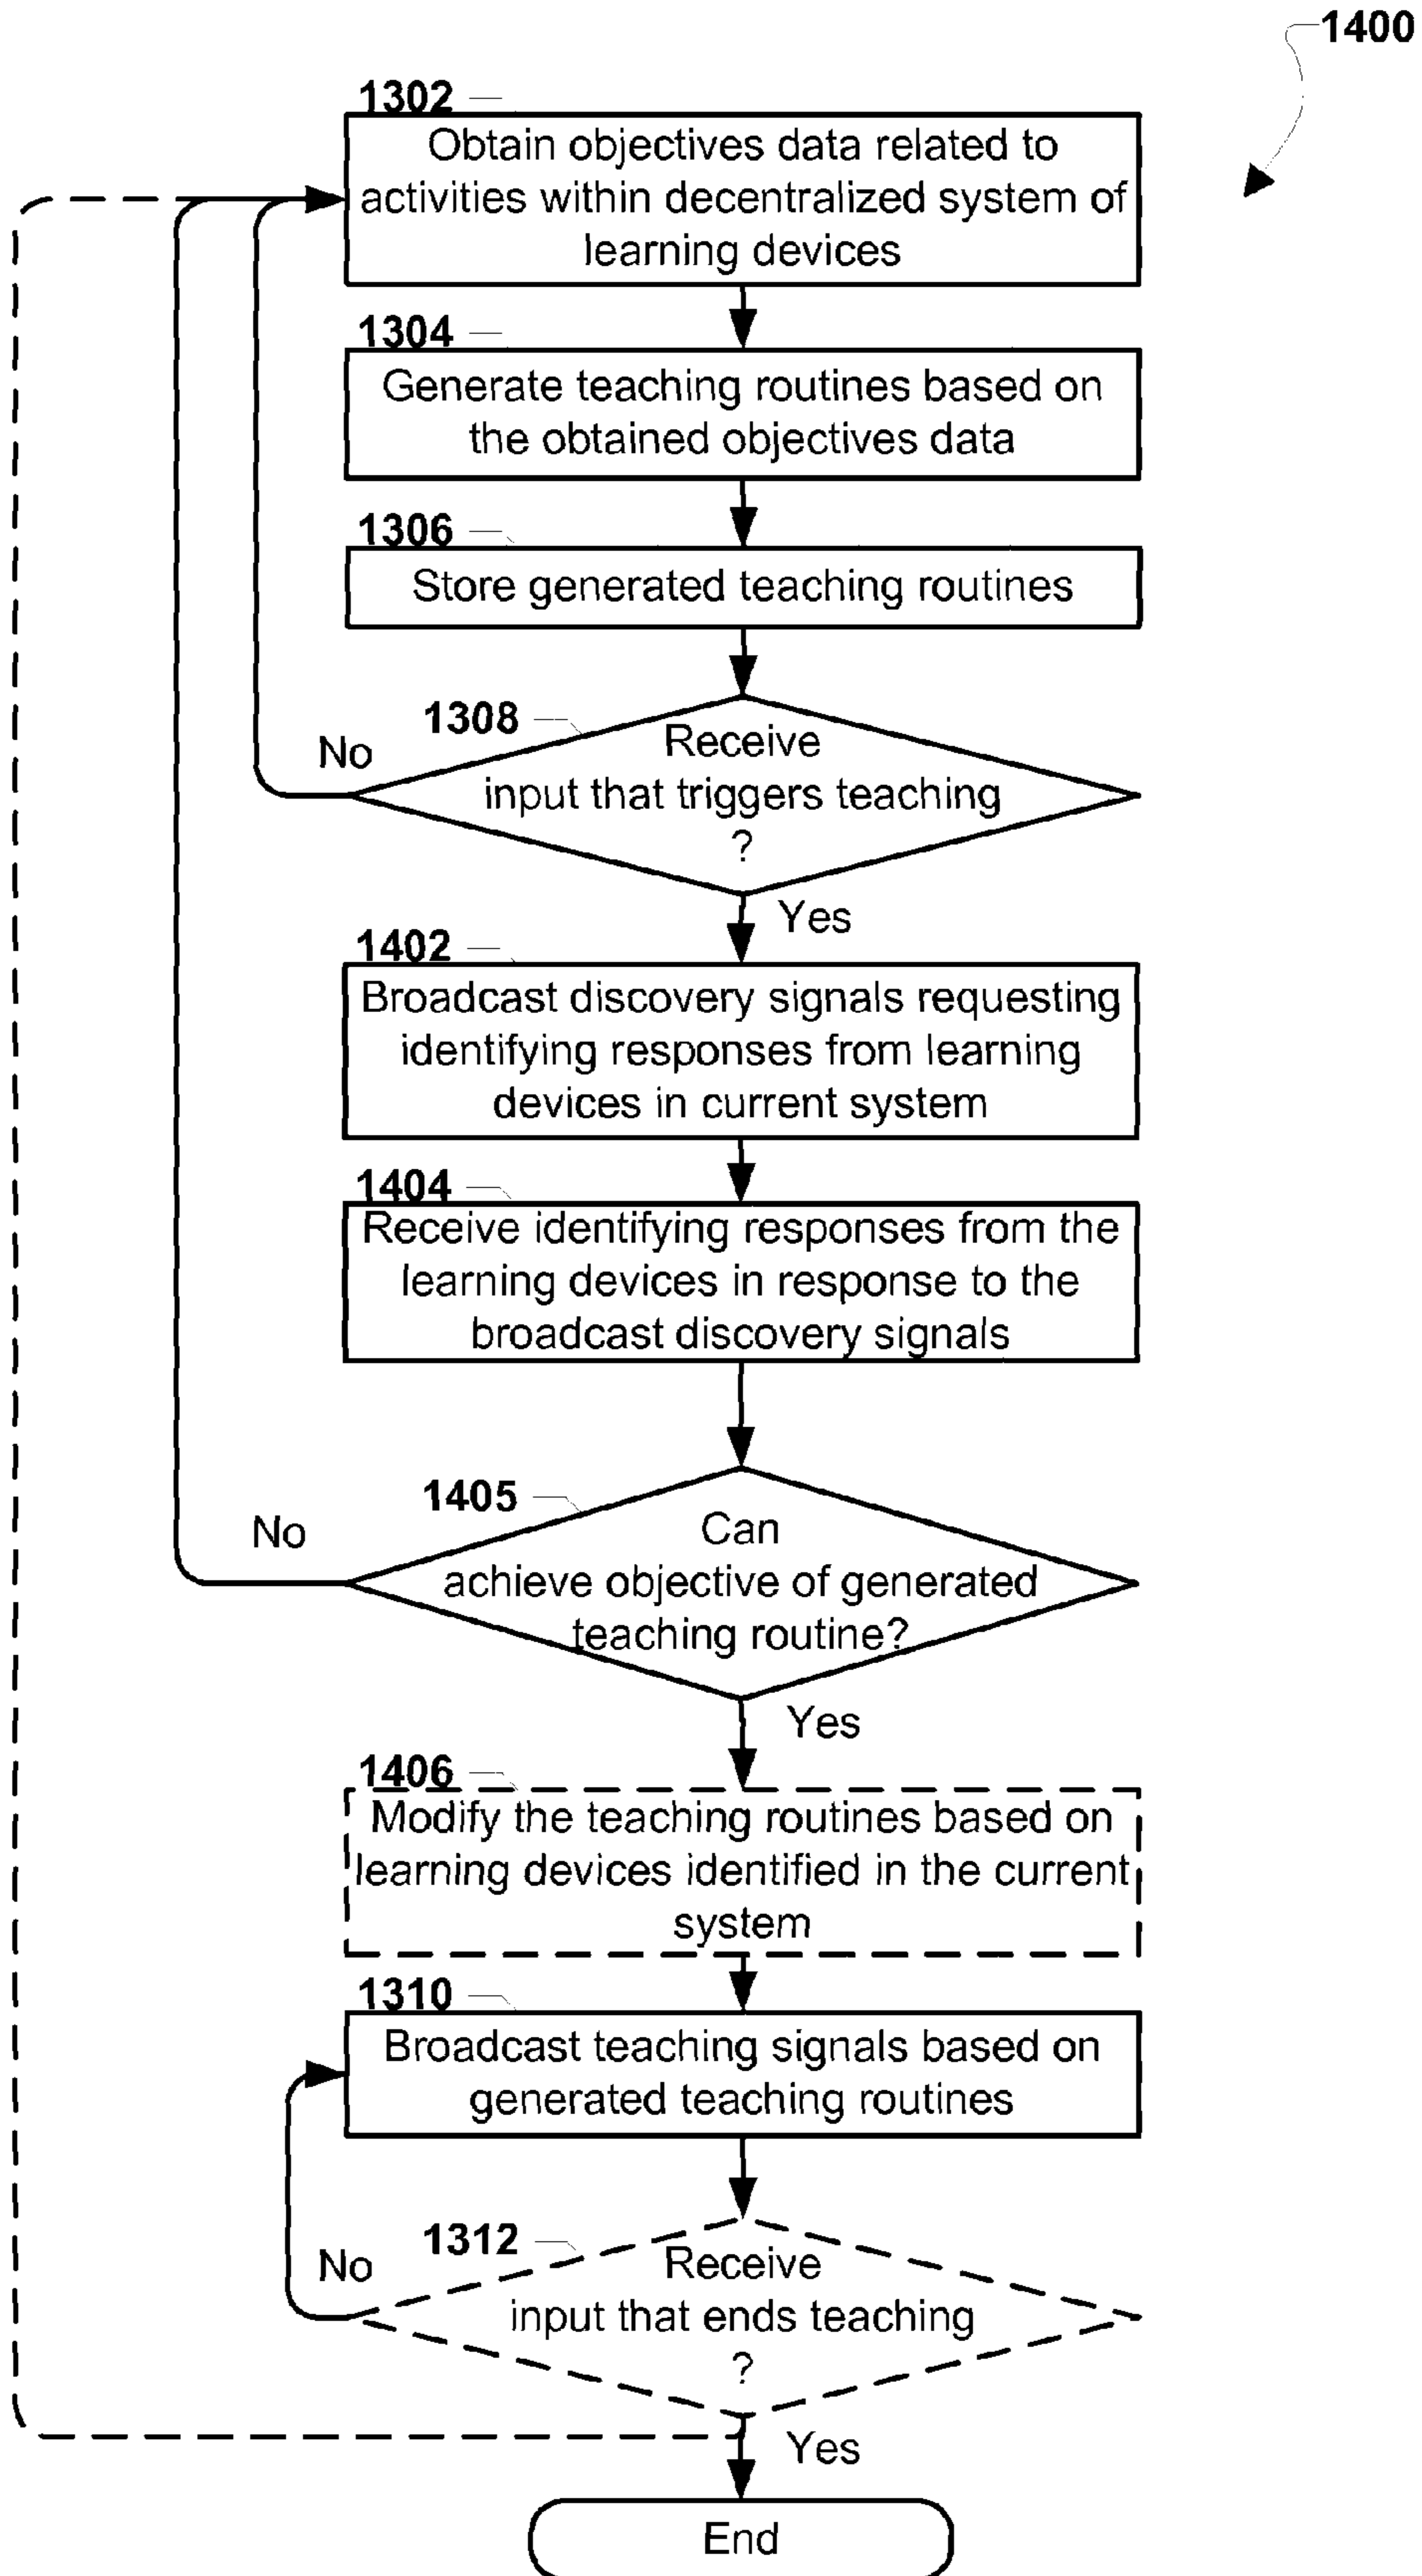 1400
1302
Obtain objectives data related to
activities within decentralized system of
learning devices
1304
Generate teaching routines based on
the obtained objectives data
1306
Store generated teaching routines
1308
Receive
input that triggers teaching
?
No
Yes
1402
Broadcast discovery signals requesting
identifying responses from learning
devices in current system
1404
Receive identifying responses from the
learning devices in response to the
broadcast discovery signals
1405
Can
achieve objective of generated
teaching routine?
No
Yes
1406
Modify the teaching routines based on
learning devices identified in the current
system
1310
Broadcast teaching signals based on
generated teaching routines
1312
Receive
input that ends teaching
?
No
Yes
End